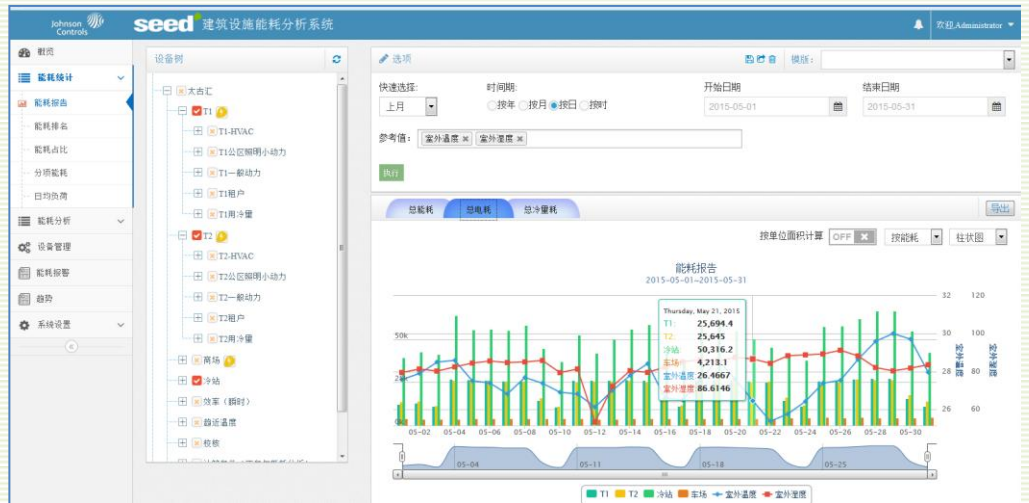 Johnson Controls
seed 建筑设施能耗分析系统
欢迎,Administrator
概览
能耗统计
能耗报告
能耗排名
能耗占比
分项能耗
日均负荷
能耗分析
设备管理
能耗报警
趋势
系统设置
设备树
太古汇
T1
T1-HVAC
T1公区照明小动力
T1一般动力
T1租户
T1用冷量
T2
T2-HVAC
T2公区照明小动力
T2一般动力
T2租户
T2用冷量
商场
冷站
效率（瞬时）
趋近温度
校核
选项
模版：
快速选择:
时间期:
开始日期
结束日期
上月
按年 按月 按日 按时
2015-05-01
2015-05-31
参考值： 室外温度 × 室外湿度 ×
执行
总能耗 总电耗 总冷量耗
导出
按单位面积计算 OFF 按能耗 柱状图
能耗报告
2015-05-01~2015-05-31
Thursday, May 21, 2015
T1: 25,694.4
T2: 25,645
冷站: 50,316.2
车场: 4,213.1
室外温度: 26.4667
室外湿度: 86.6146
50k
32 120
30 100
28 80
26 60
室外温度
室外湿度
05-02 05-04 05-06 05-08 05-10 05-12 05-14 05-16 05-18 05-20 05-22 05-24 05-26 05-28 05-30
05-04 05-11 05-18 05-25
T1 T2 冷站 车场 室外温度 室外湿度